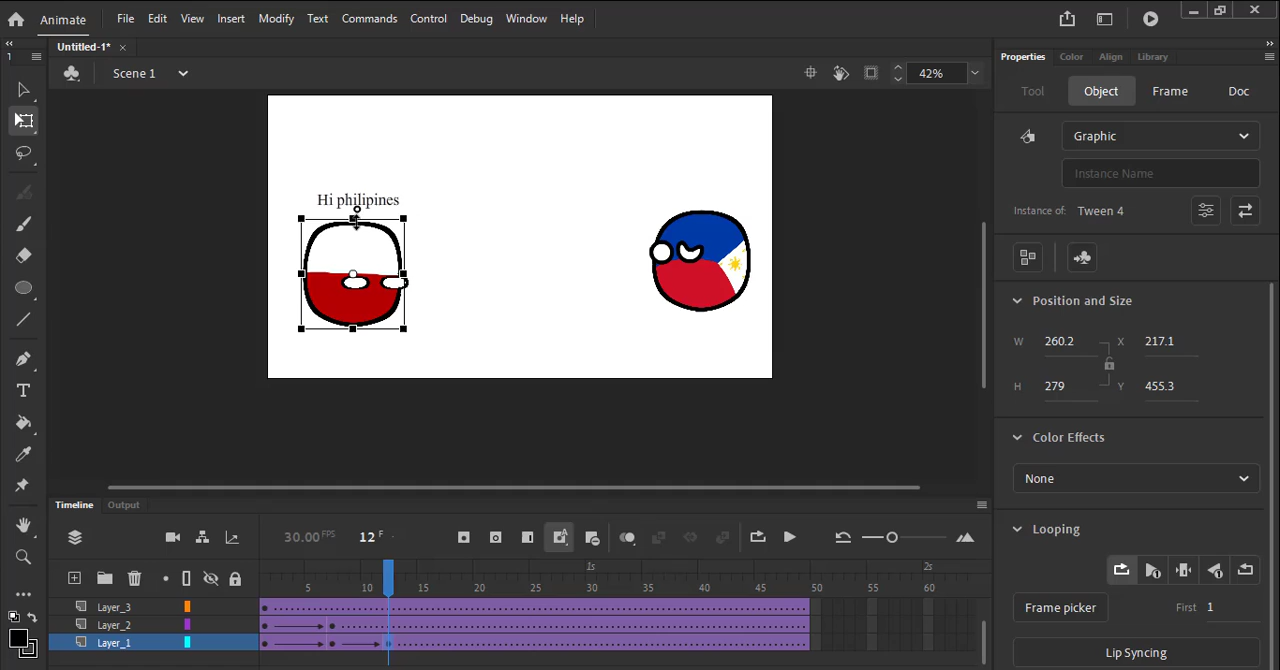 Animate File Edit View Insert Modify Text Commands Control Debug Window Help
Untitled-1* ×
1 Properties Color Align Library
Scene 1 42%
Tool Object Frame Doc
Graphic
Instance Name
Hi philipines
Instance of: Tween 4
Position and Size
W 260.2 X 217.1
H 279 Y 455.3
Color Effects
None
Timeline Output
Looping
30.00 FPS 12 F
1s 2s
5 10 15 20 25 30 35 40 45 50 55 60
Layer_3
Frame picker First 1
Layer_2
Layer_1
Lip Syncing